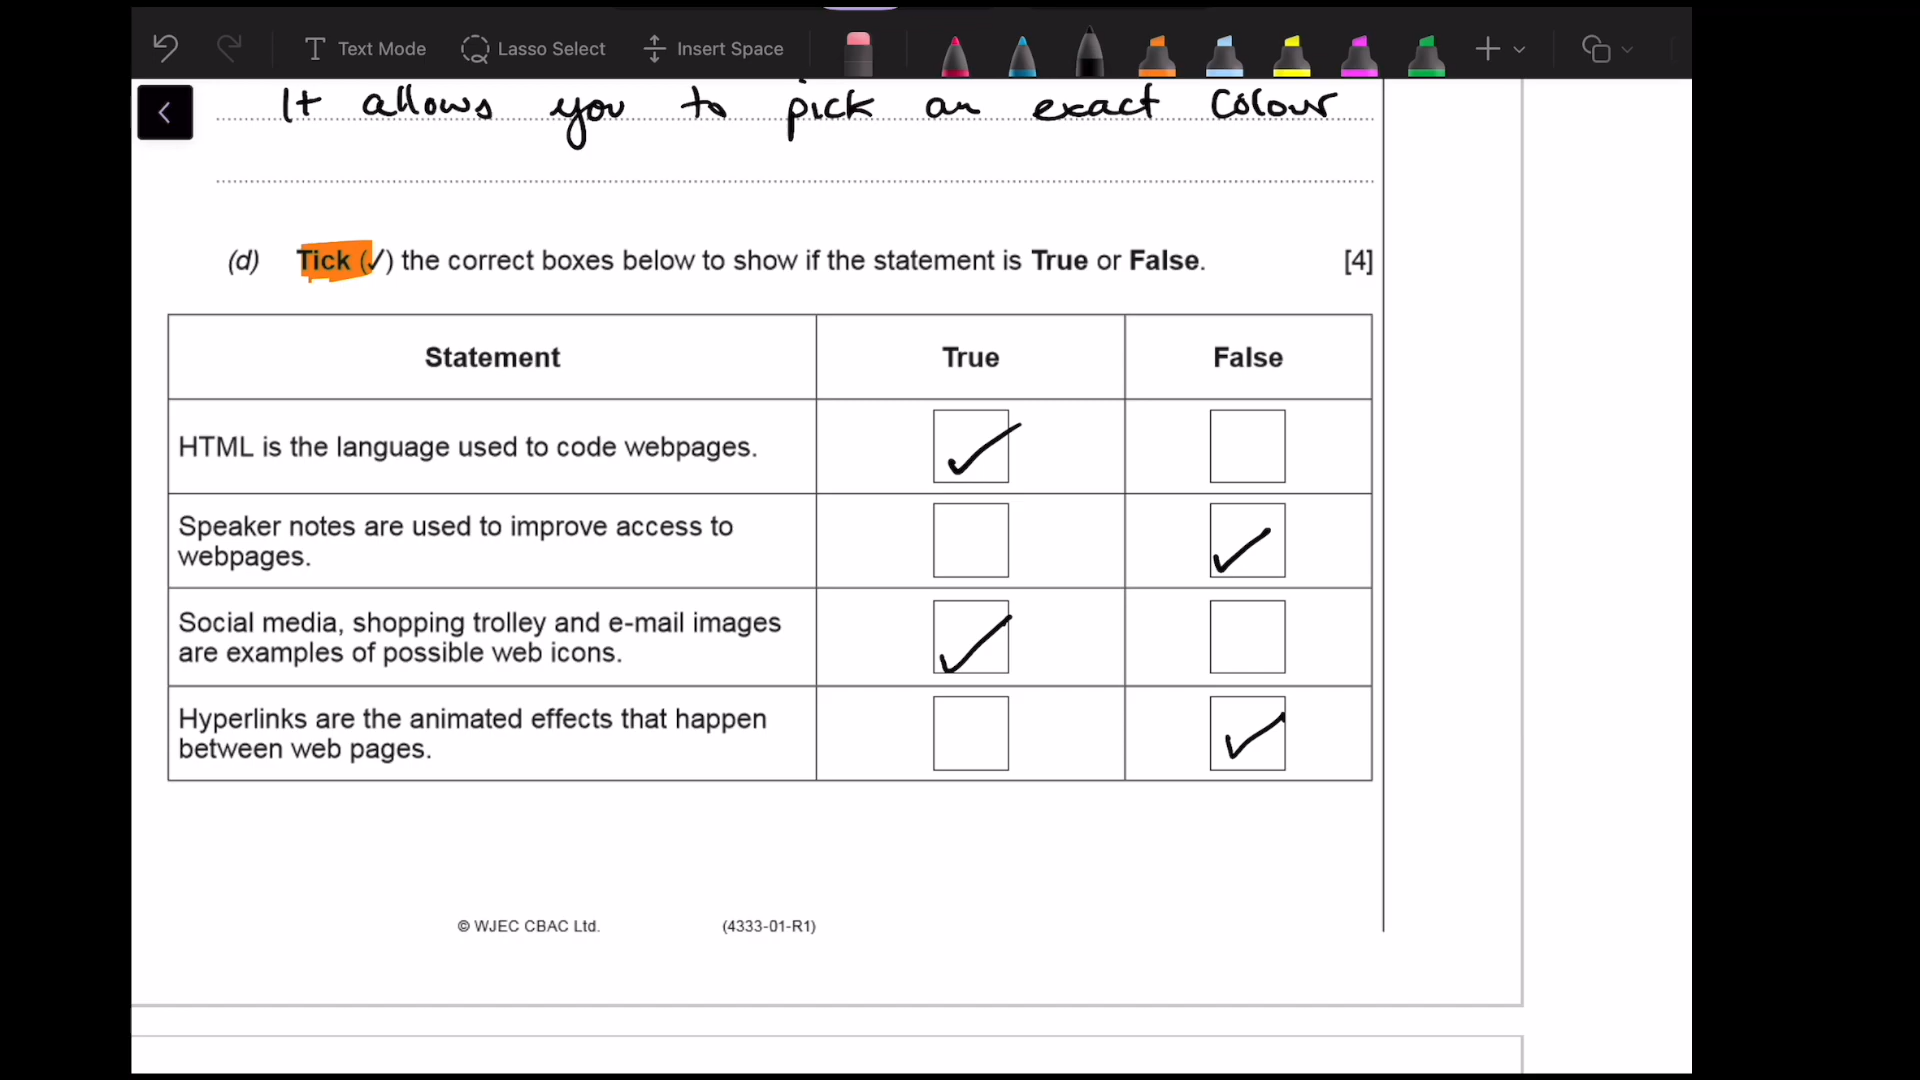 Text Mode Lasso Select Insert Space
It allows you to pick an exact Colour
(d) Tick (✓) the correct boxes below to show if the statement is True or False. [4]
Statement True False
HTML is the language used to code webpages. ✓
Speaker notes are used to improve access to
webpages. ✓
Social media, shopping trolley and e-mail images
are examples of possible web icons. ✓
Hyperlinks are the animated effects that happen
between web pages. ✓
© WJEC CBAC Ltd. (4333-01-R1)